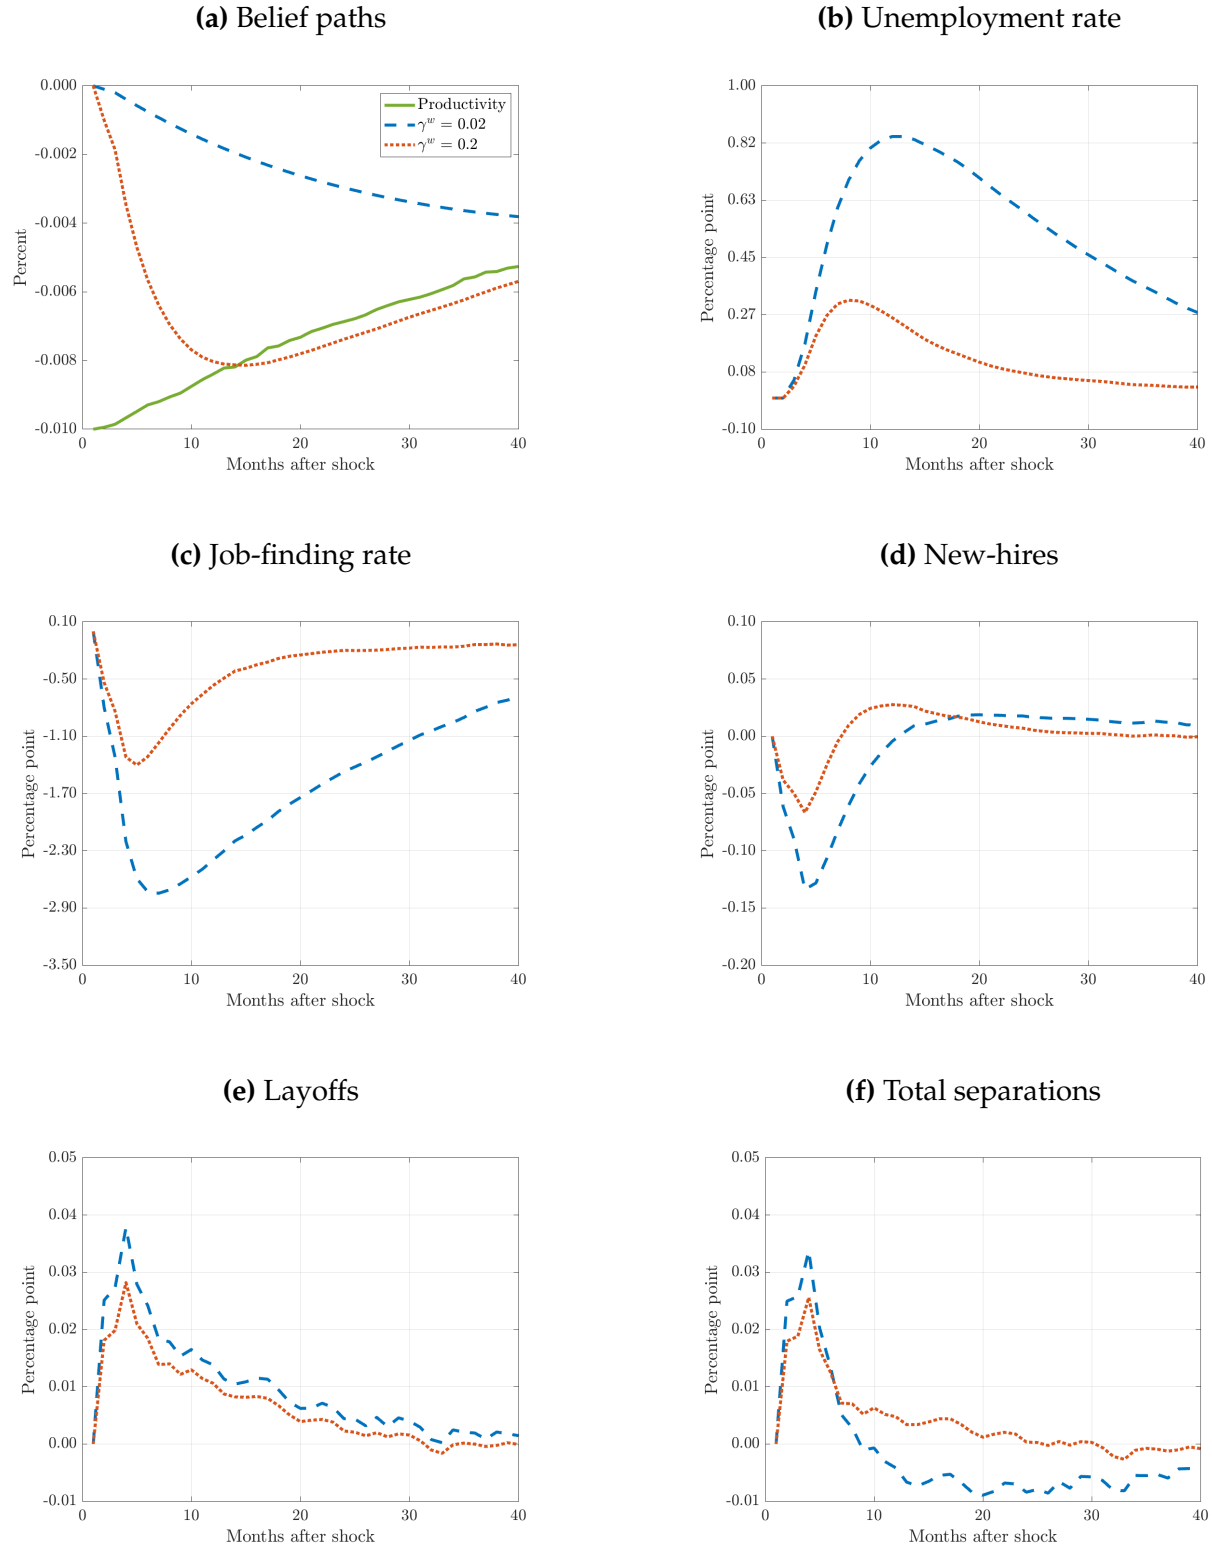 (a) Belief paths
0.000
-0.002
-0.004
-0.006
-0.008
-0.010
Percent
Productivity
γ^w = 0.02
γ^w = 0.2
0 10 20 30 40
Months after shock
(b) Unemployment rate
1.00
0.82
0.63
0.45
0.27
0.08
-0.10
Percentage point
0 10 20 30 40
Months after shock
(c) Job-finding rate
0.10
-0.50
-1.10
-1.70
-2.30
-2.90
-3.50
Percentage point
0 10 20 30 40
Months after shock
(d) New-hires
0.10
0.05
0.00
-0.05
-0.10
-0.15
-0.20
Percentage point
0 10 20 30 40
Months after shock
(e) Layoffs
0.05
0.04
0.03
0.02
0.01
0.00
-0.01
Percentage point
0 10 20 30 40
Months after shock
(f) Total separations
0.05
0.04
0.03
0.02
0.01
0.00
-0.01
Percentage point
0 10 20 30 40
Months after shock